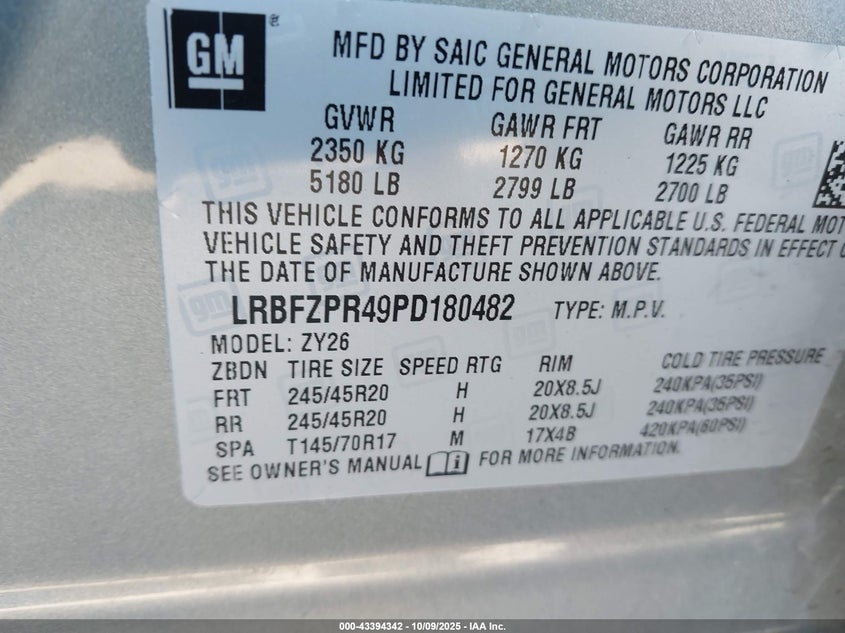 GM ®
MFD BY SAIC GENERAL MOTORS CORPORATION
LIMITED FOR GENERAL MOTORS LLC
GVWR GAWR FRT GAWR RR
2350 KG 1270 KG 1225 KG
5180 LB 2799 LB 2700 LB
THIS VEHICLE CONFORMS TO ALL APPLICABLE U.S. FEDERAL MOT
VEHICLE SAFETY AND THEFT PREVENTION STANDARDS IN EFFECT O
THE DATE OF MANUFACTURE SHOWN ABOVE.
LRBFZPR49PD180482 TYPE: M.P.V.
MODEL: ZY26
ZBDN TIRE SIZE SPEED RTG RIM COLD TIRE PRESSURE
FRT 245/45R20 H 20X8.5J 240KPA(35PSI)
RR 245/45R20 H 20X8.5J 240KPA(35PSI)
SPA T145/70R17 M 17X4B 420KPA(60PSI)
SEE OWNER'S MANUAL FOR MORE INFORMATION.
000-43394342 | 10/09/2025 - IAA Inc.